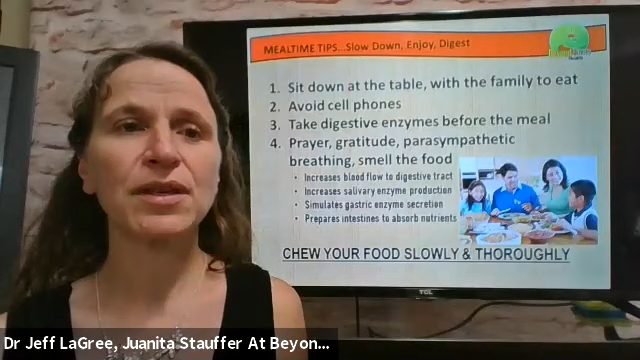 MEALTIME TIPS...Slow Down, Enjoy, Digest
1. Sit down at the table, with the family to eat
2. Avoid cell phones
3. Take digestive enzymes before the meal
4. Prayer, gratitude, parasympathetic
breathing, smell the food
• Increases blood flow to digestive tract
• Increases salivary enzyme production
• Simulates gastric enzyme secretion
• Prepares intestines to absorb nutrients
CHEW YOUR FOOD SLOWLY & THOROUGHLY
TCL
Dr Jeff LaGree, Juanita Stauffer At Beyon...